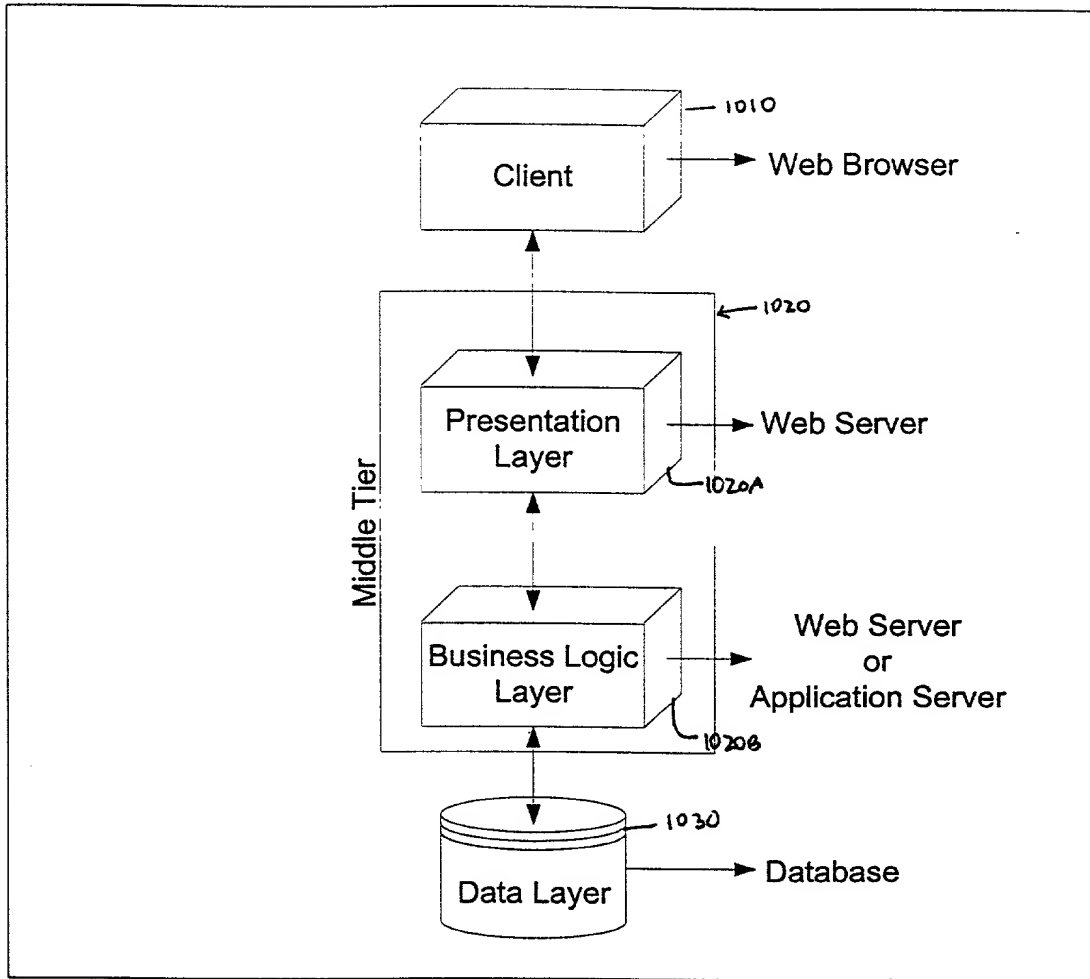 1010
Client
Web Browser
1020
Presentation
Layer
Web Server
1020A
Middle Tier
Business Logic
Layer
Web Server
or
Application Server
1020B
1030
Data Layer
Database